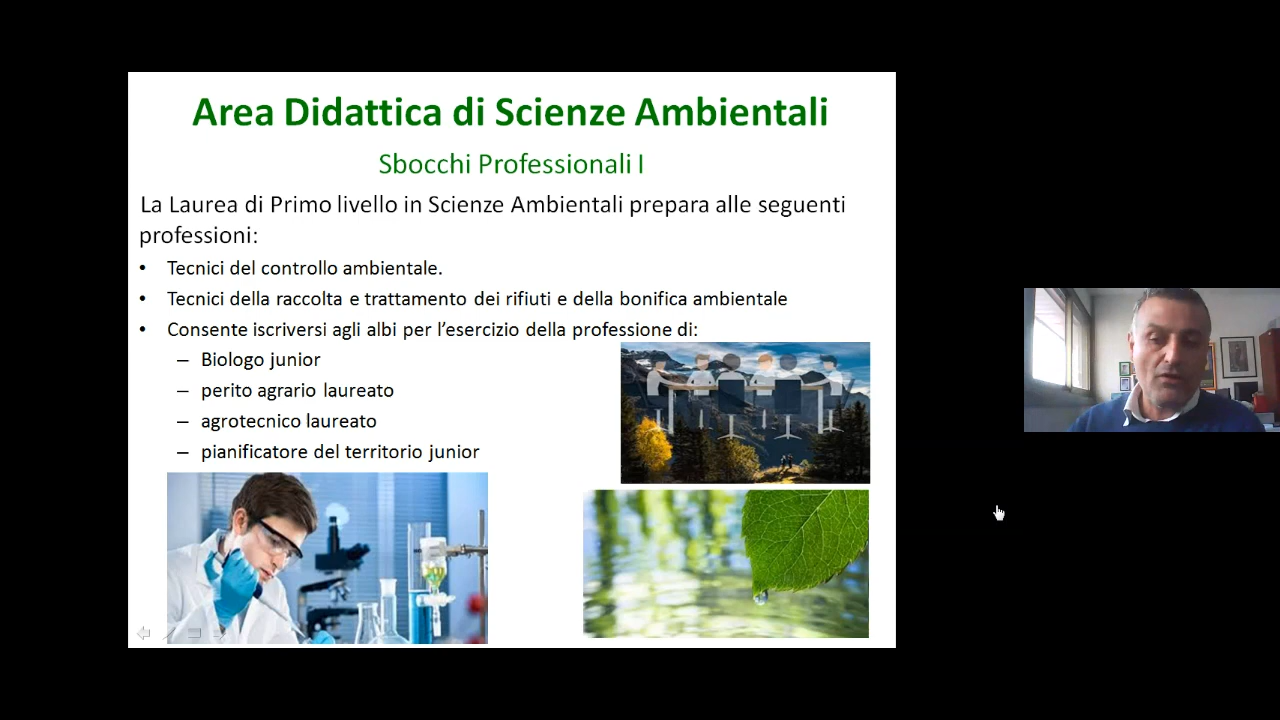 Area Didattica di Scienze Ambientali
Sbocchi Professionali I
La Laurea di Primo livello in Scienze Ambientali prepara alle seguenti
professioni:
• Tecnici del controllo ambientale.
• Tecnici della raccolta e trattamento dei rifiuti e della bonifica ambientale
• Consente iscriversi agli albi per l’esercizio della professione di:
– Biologo junior
– perito agrario laureato
– agrotecnico laureato
– pianificatore del territorio junior